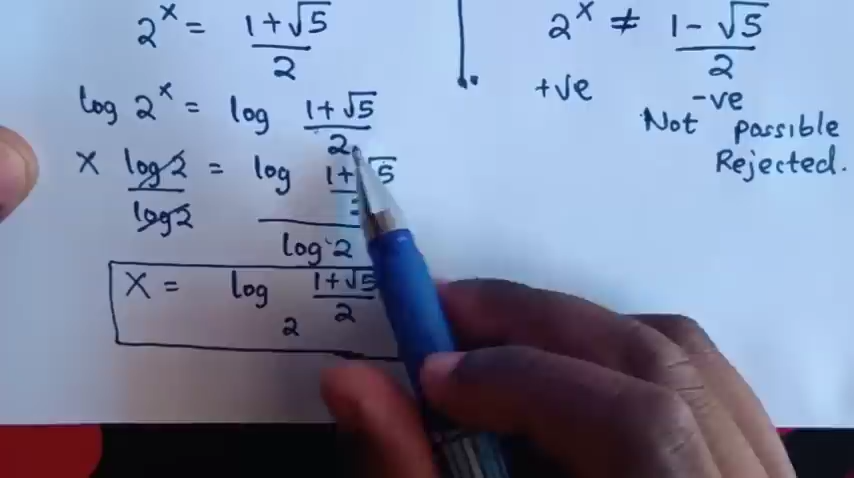 2^x = (1+√5)/2
log 2^x = log (1+√5)/2
x log2/log2 = log (1+√5)/2 / log 2
x = log_2 (1+√5)/2
2^x ≠ (1-√5)/2
+ve -ve
Not possible
Rejected.